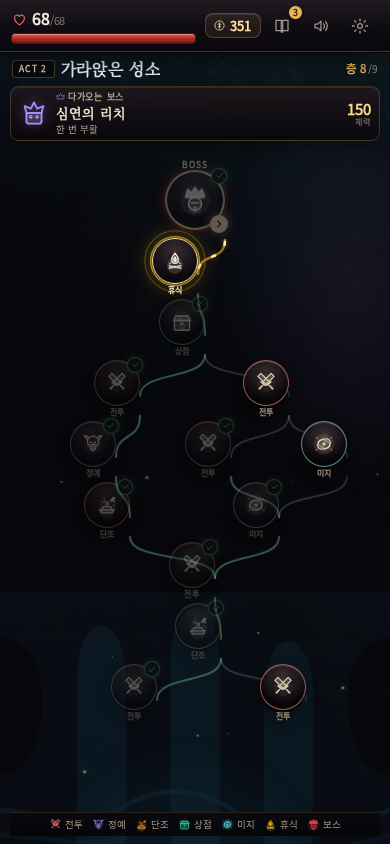 68/68
351
3
ACT 2 가라앉은 성소 층 8/9
다가오는 보스
심연의 리치
한 번 부활
150
체력
BOSS
휴식
상점
전투 전투
정예 전투 미지
단조 미지
전투
단조
전투 전투
전투 정예 단조 상점 미지 휴식 보스